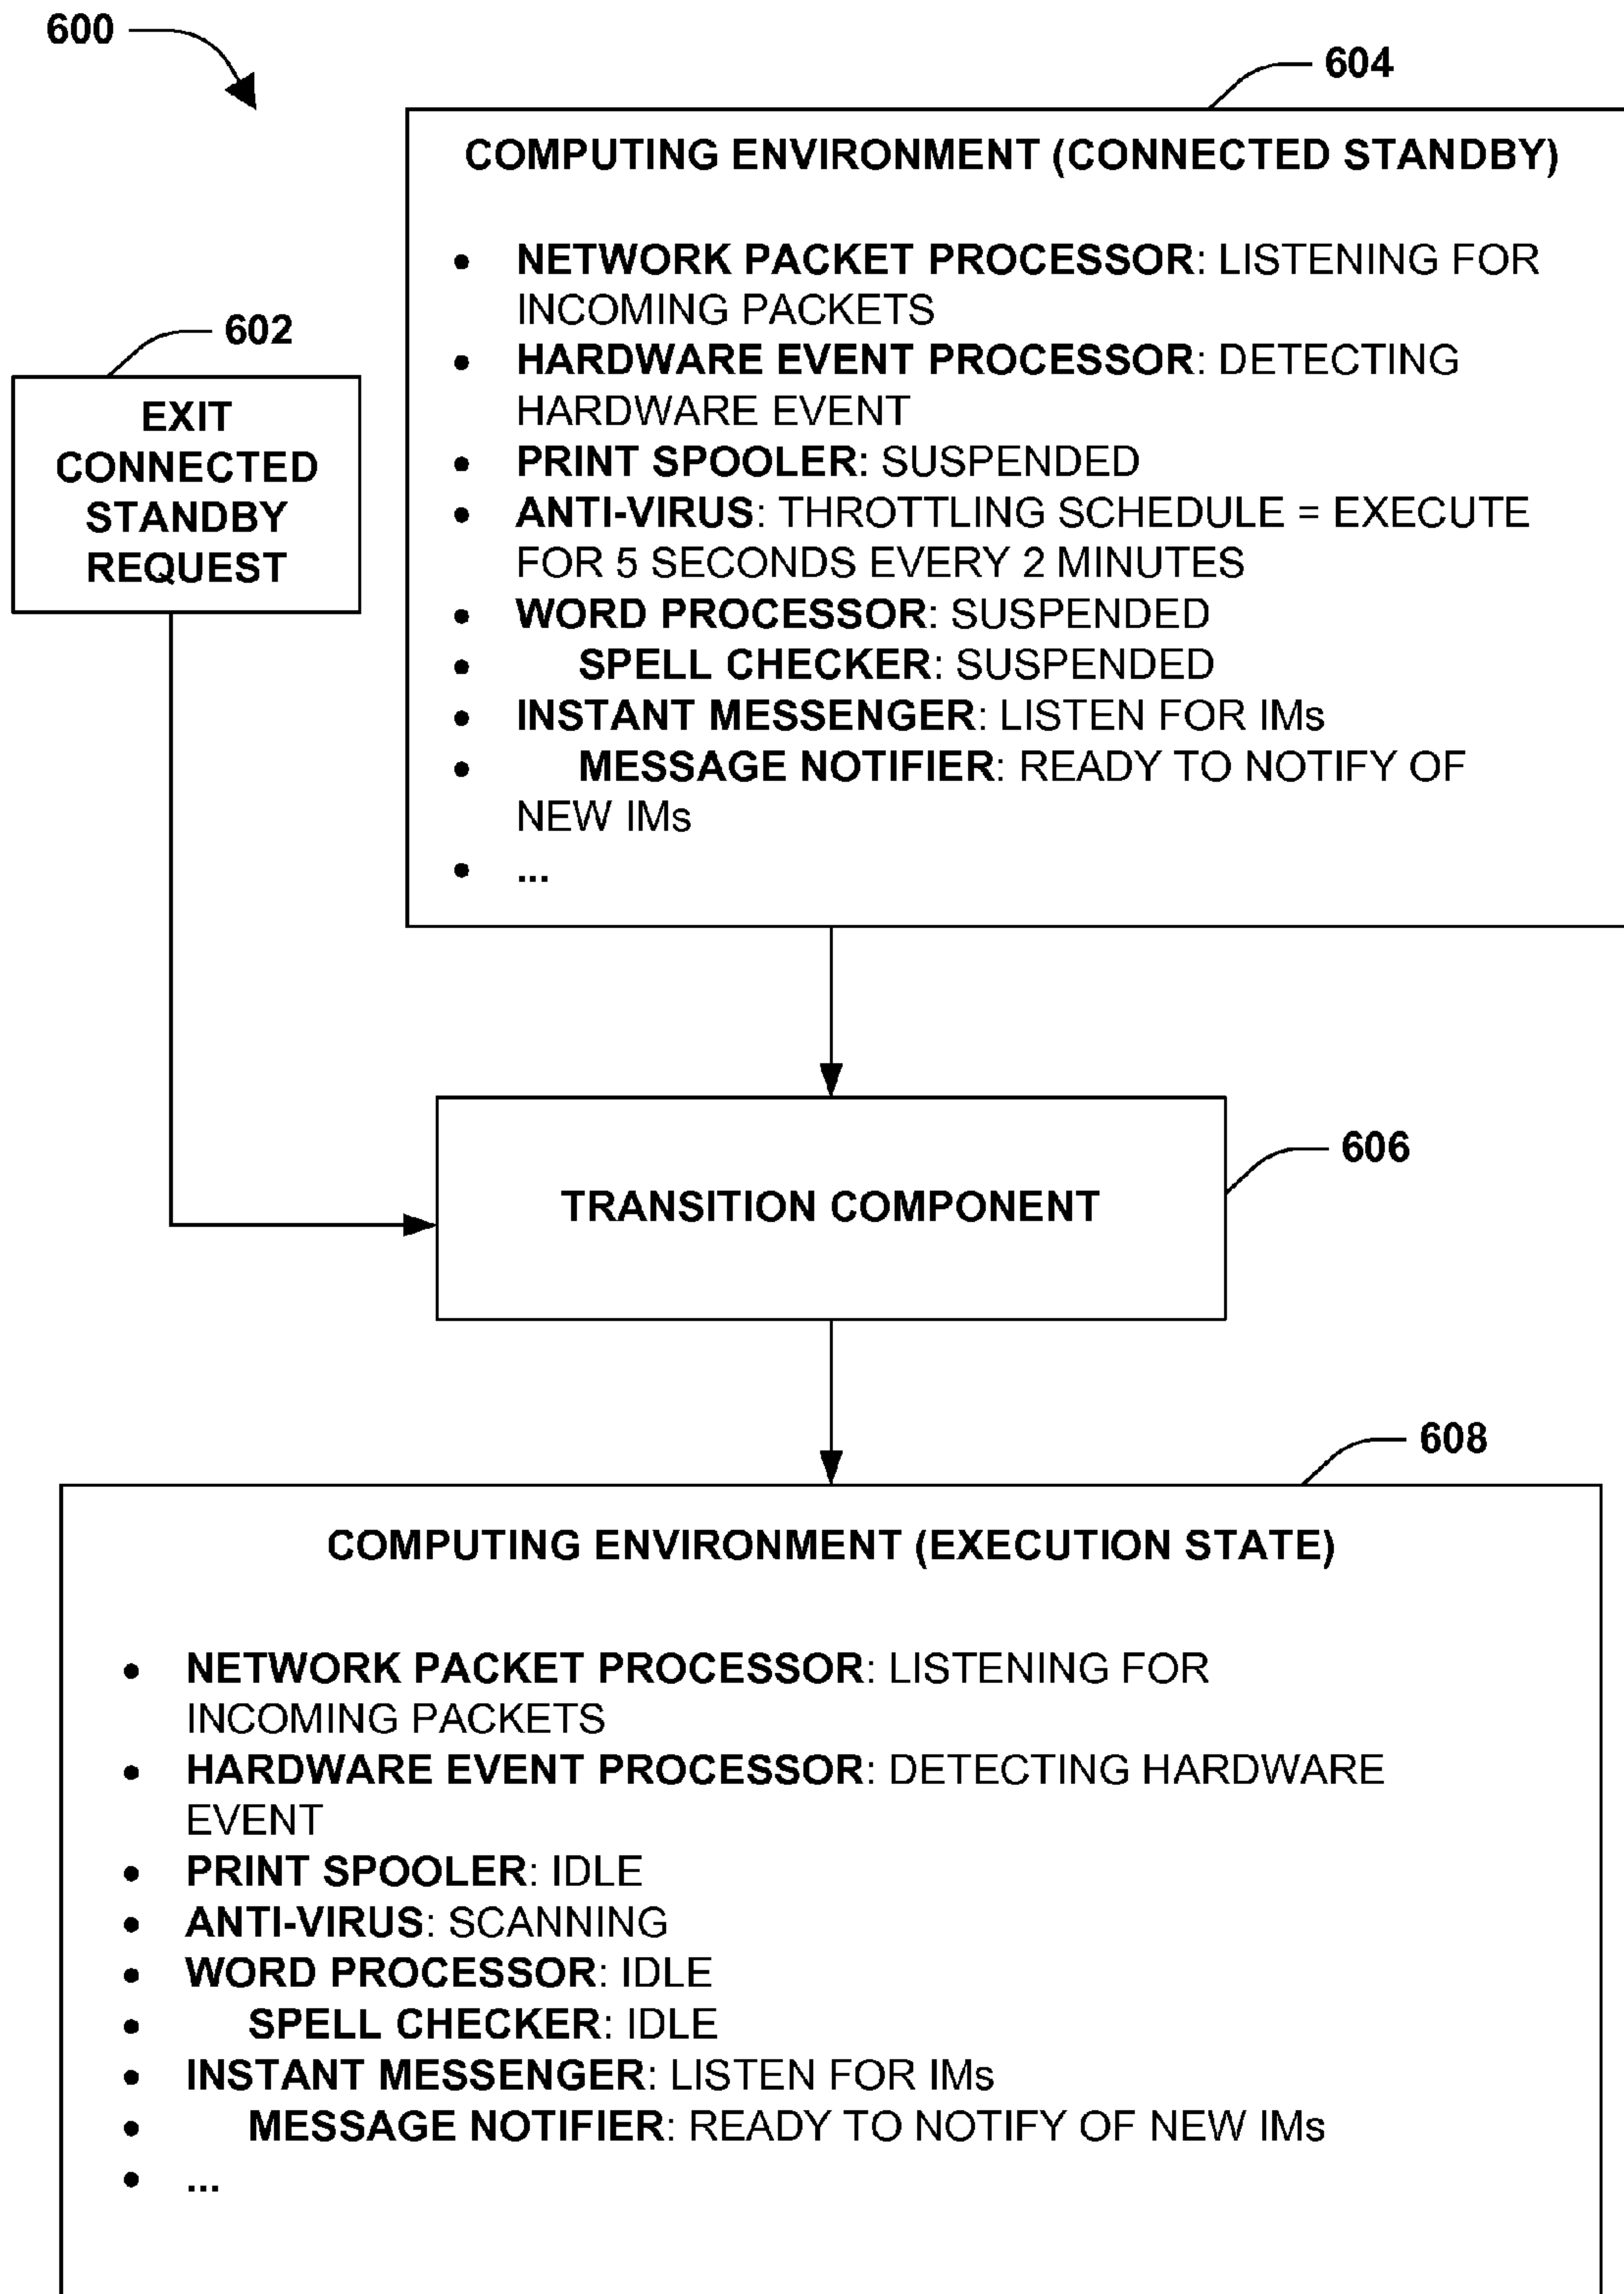 600
604
COMPUTING ENVIRONMENT (CONNECTED STANDBY)
• NETWORK PACKET PROCESSOR: LISTENING FOR
INCOMING PACKETS
• HARDWARE EVENT PROCESSOR: DETECTING
HARDWARE EVENT
• PRINT SPOOLER: SUSPENDED
• ANTI-VIRUS: THROTTLING SCHEDULE = EXECUTE
FOR 5 SECONDS EVERY 2 MINUTES
• WORD PROCESSOR: SUSPENDED
• SPELL CHECKER: SUSPENDED
• INSTANT MESSENGER: LISTEN FOR IMs
• MESSAGE NOTIFIER: READY TO NOTIFY OF
NEW IMs
• ...
602
EXIT
CONNECTED
STANDBY
REQUEST
606
TRANSITION COMPONENT
608
COMPUTING ENVIRONMENT (EXECUTION STATE)
• NETWORK PACKET PROCESSOR: LISTENING FOR
INCOMING PACKETS
• HARDWARE EVENT PROCESSOR: DETECTING HARDWARE
EVENT
• PRINT SPOOLER: IDLE
• ANTI-VIRUS: SCANNING
• WORD PROCESSOR: IDLE
• SPELL CHECKER: IDLE
• INSTANT MESSENGER: LISTEN FOR IMs
• MESSAGE NOTIFIER: READY TO NOTIFY OF NEW IMs
• ...